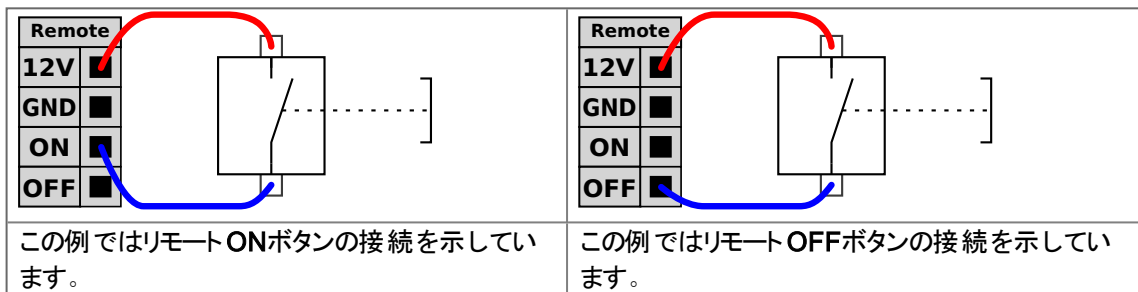 Remote
12V
GND
ON
OFF
この例ではリモートONボタンの接続を示してい
ます。
Remote
12V
GND
ON
OFF
この例ではリモートOFFボタンの接続を示してい
ます。